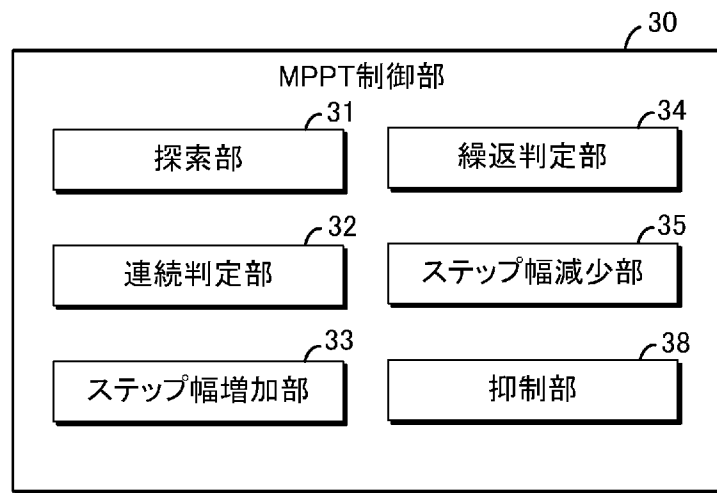 30
MPPT制御部
31
探索部
34
繰返判定部
32
連続判定部
35
ステップ幅減少部
33
ステップ幅増加部
38
抑制部